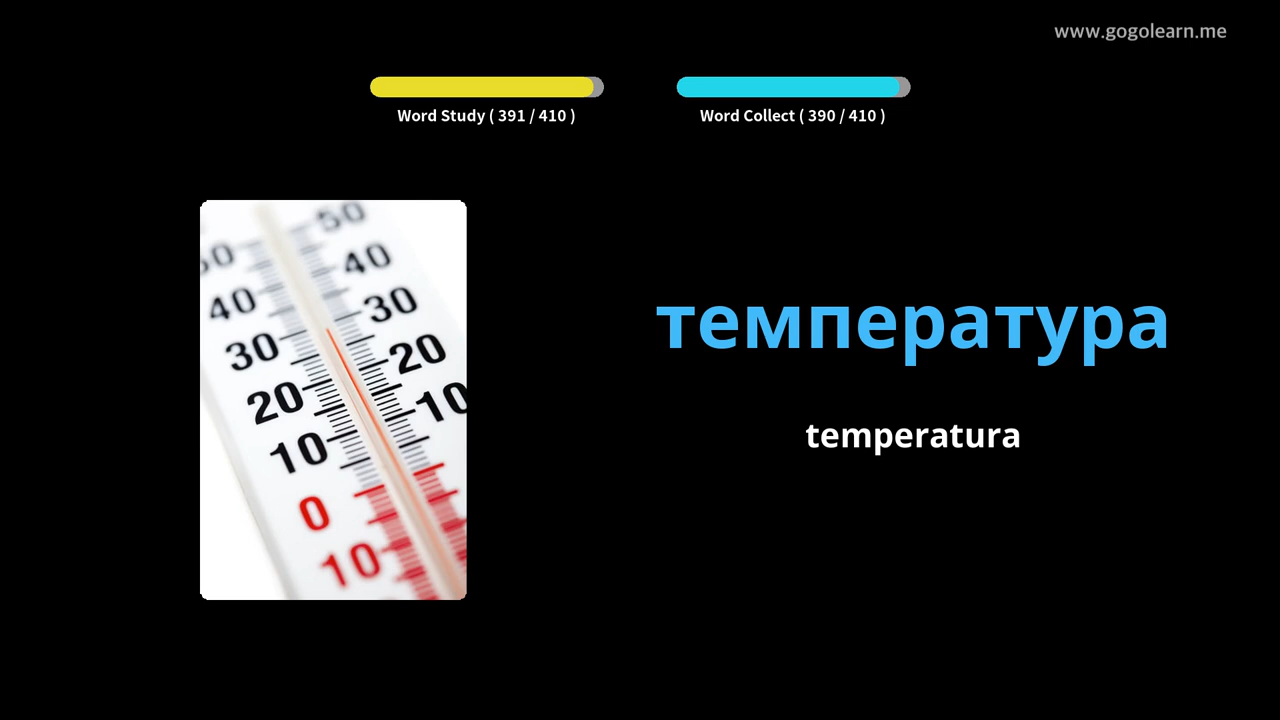 www.gogolearn.me
Word Study ( 391 / 410 )
Word Collect ( 390 / 410 )
50
40
30
20
10
0
10
50
40
30
20
10
температура
temperatura